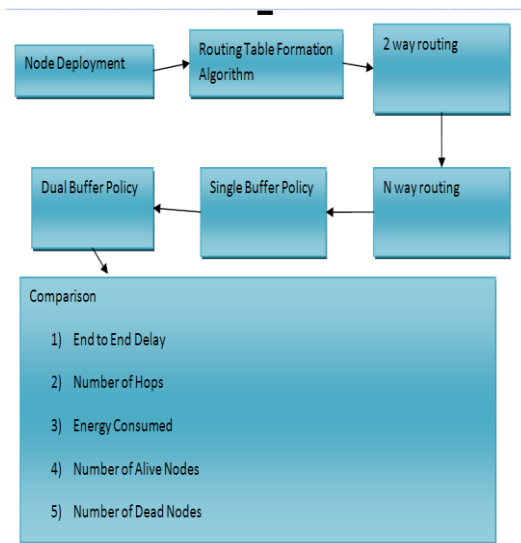 Node Deployment
Routing Table Formation
Algorithm
2 way routing
N way routing
Single Buffer Policy
Dual Buffer Policy
Comparison
1) End to End Delay
2) Number of Hops
3) Energy Consumed
4) Number of Alive Nodes
5) Number of Dead Nodes